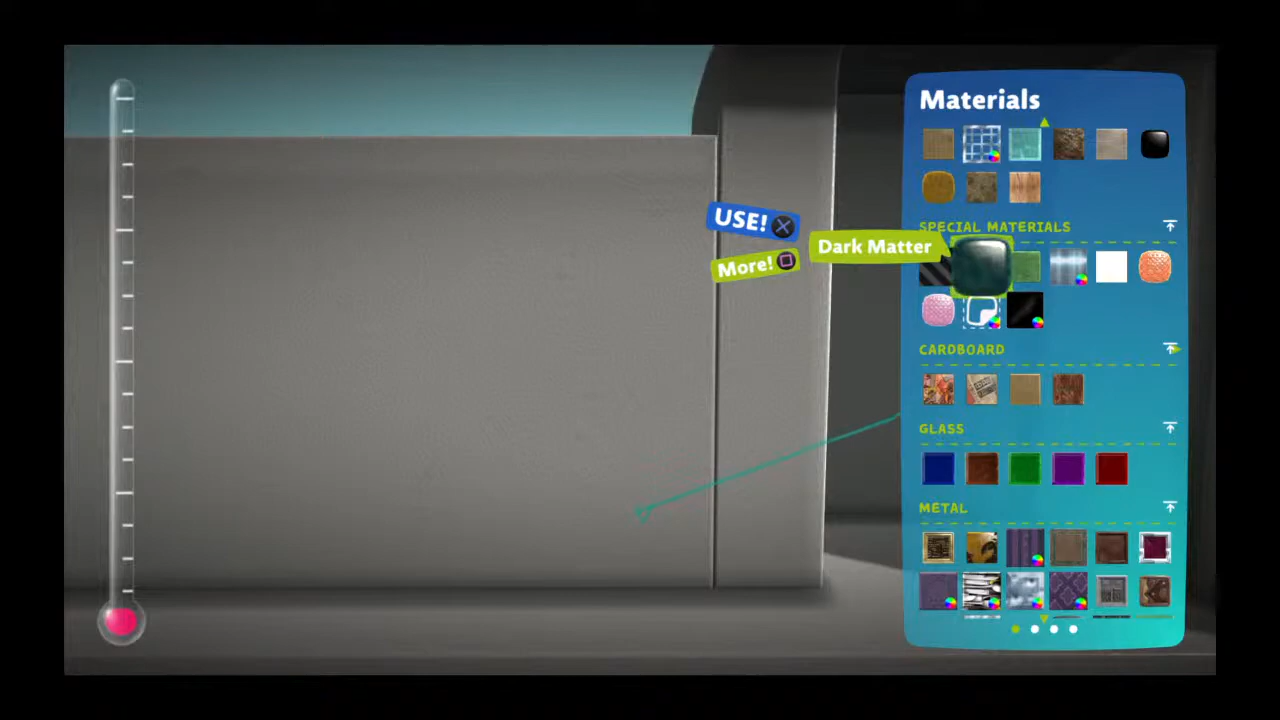 Materials
USE!
SPECIAL MATERIALS
Dark Matter
More!
CARDBOARD
GLASS
METAL